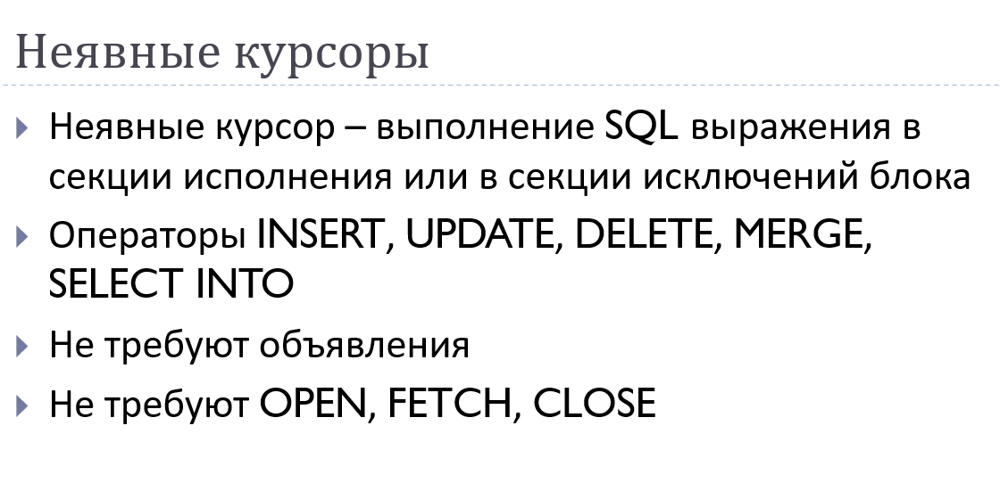 Неявные курсоры
Неявные курсор – выполнение SQL выражения в
секции исполнения или в секции исключений блока
Операторы INSERT, UPDATE, DELETE, MERGE,
SELECT INTO
Не требуют объявления
Не требуют OPEN, FETCH, CLOSE